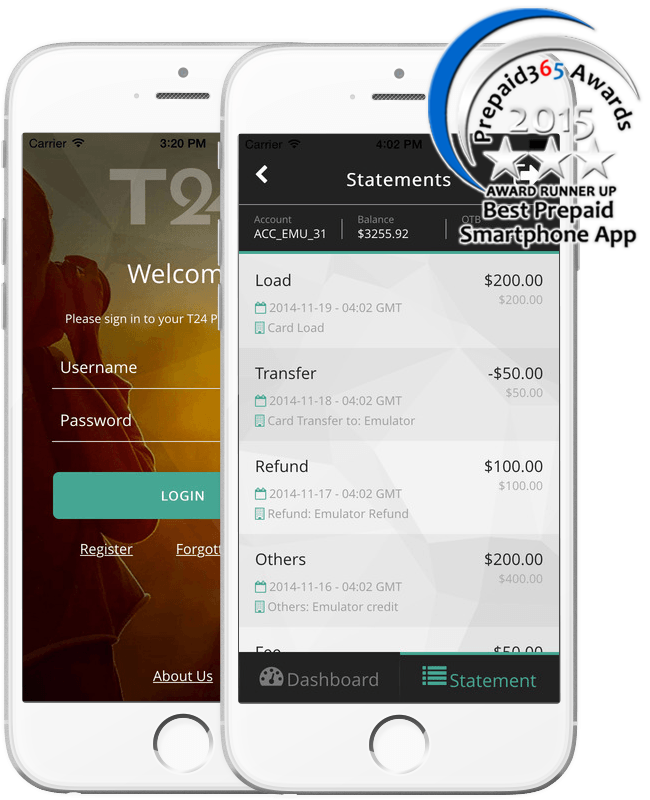 Carrier 3:20 PM
T24
Welcom
Please sign in to your T24 P
Username
Password
LOGIN
Register Forgott
About Us
Carrier 4:02 PM
Statements
Account Balance OTB
ACC_EMU_31 $3255.92
Load $200.00
2014-11-19 - 04:02 GMT $200.00
Card Load
Transfer -$50.00
2014-11-18 - 04:02 GMT $50.00
Card Transfer to: Emulator
Refund $100.00
2014-11-17 - 04:02 GMT $100.00
Refund: Emulator Refund
Others $200.00
2014-11-16 - 04:02 GMT $400.00
Others: Emulator credit
Fee $50.00
Dashboard Statement
Prepaid365 Awards
2015
AWARD RUNNER UP
Best Prepaid
Smartphone App